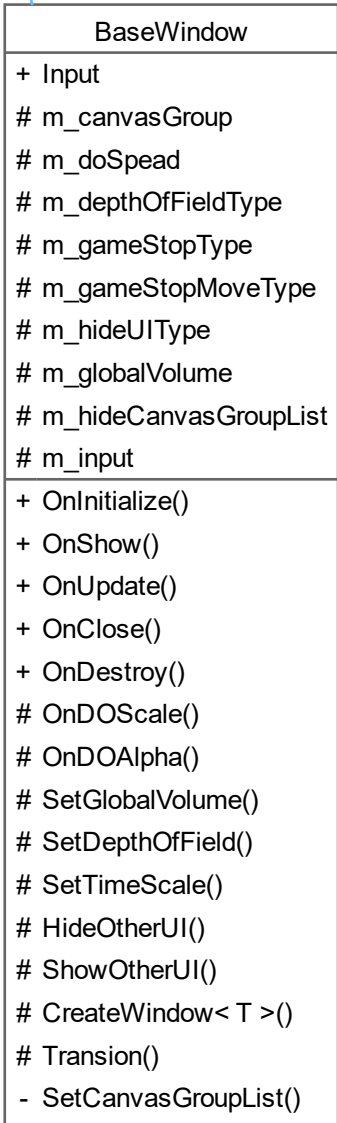 BaseWindow
+ Input
# m_canvasGroup
# m_doSpead
# m_depthOfFieldType
# m_gameStopType
# m_gameStopMoveType
# m_hideUIType
# m_globalVolume
# m_hideCanvasGroupList
# m_input
+ OnInitialize()
+ OnShow()
+ OnUpdate()
+ OnClose()
+ OnDestroy()
# OnDOScale()
# OnDOAlpha()
# SetGlobalVolume()
# SetDepthOfField()
# SetTimeScale()
# HideOtherUI()
# ShowOtherUI()
# CreateWindow< T >()
# Transion()
- SetCanvasGroupList()